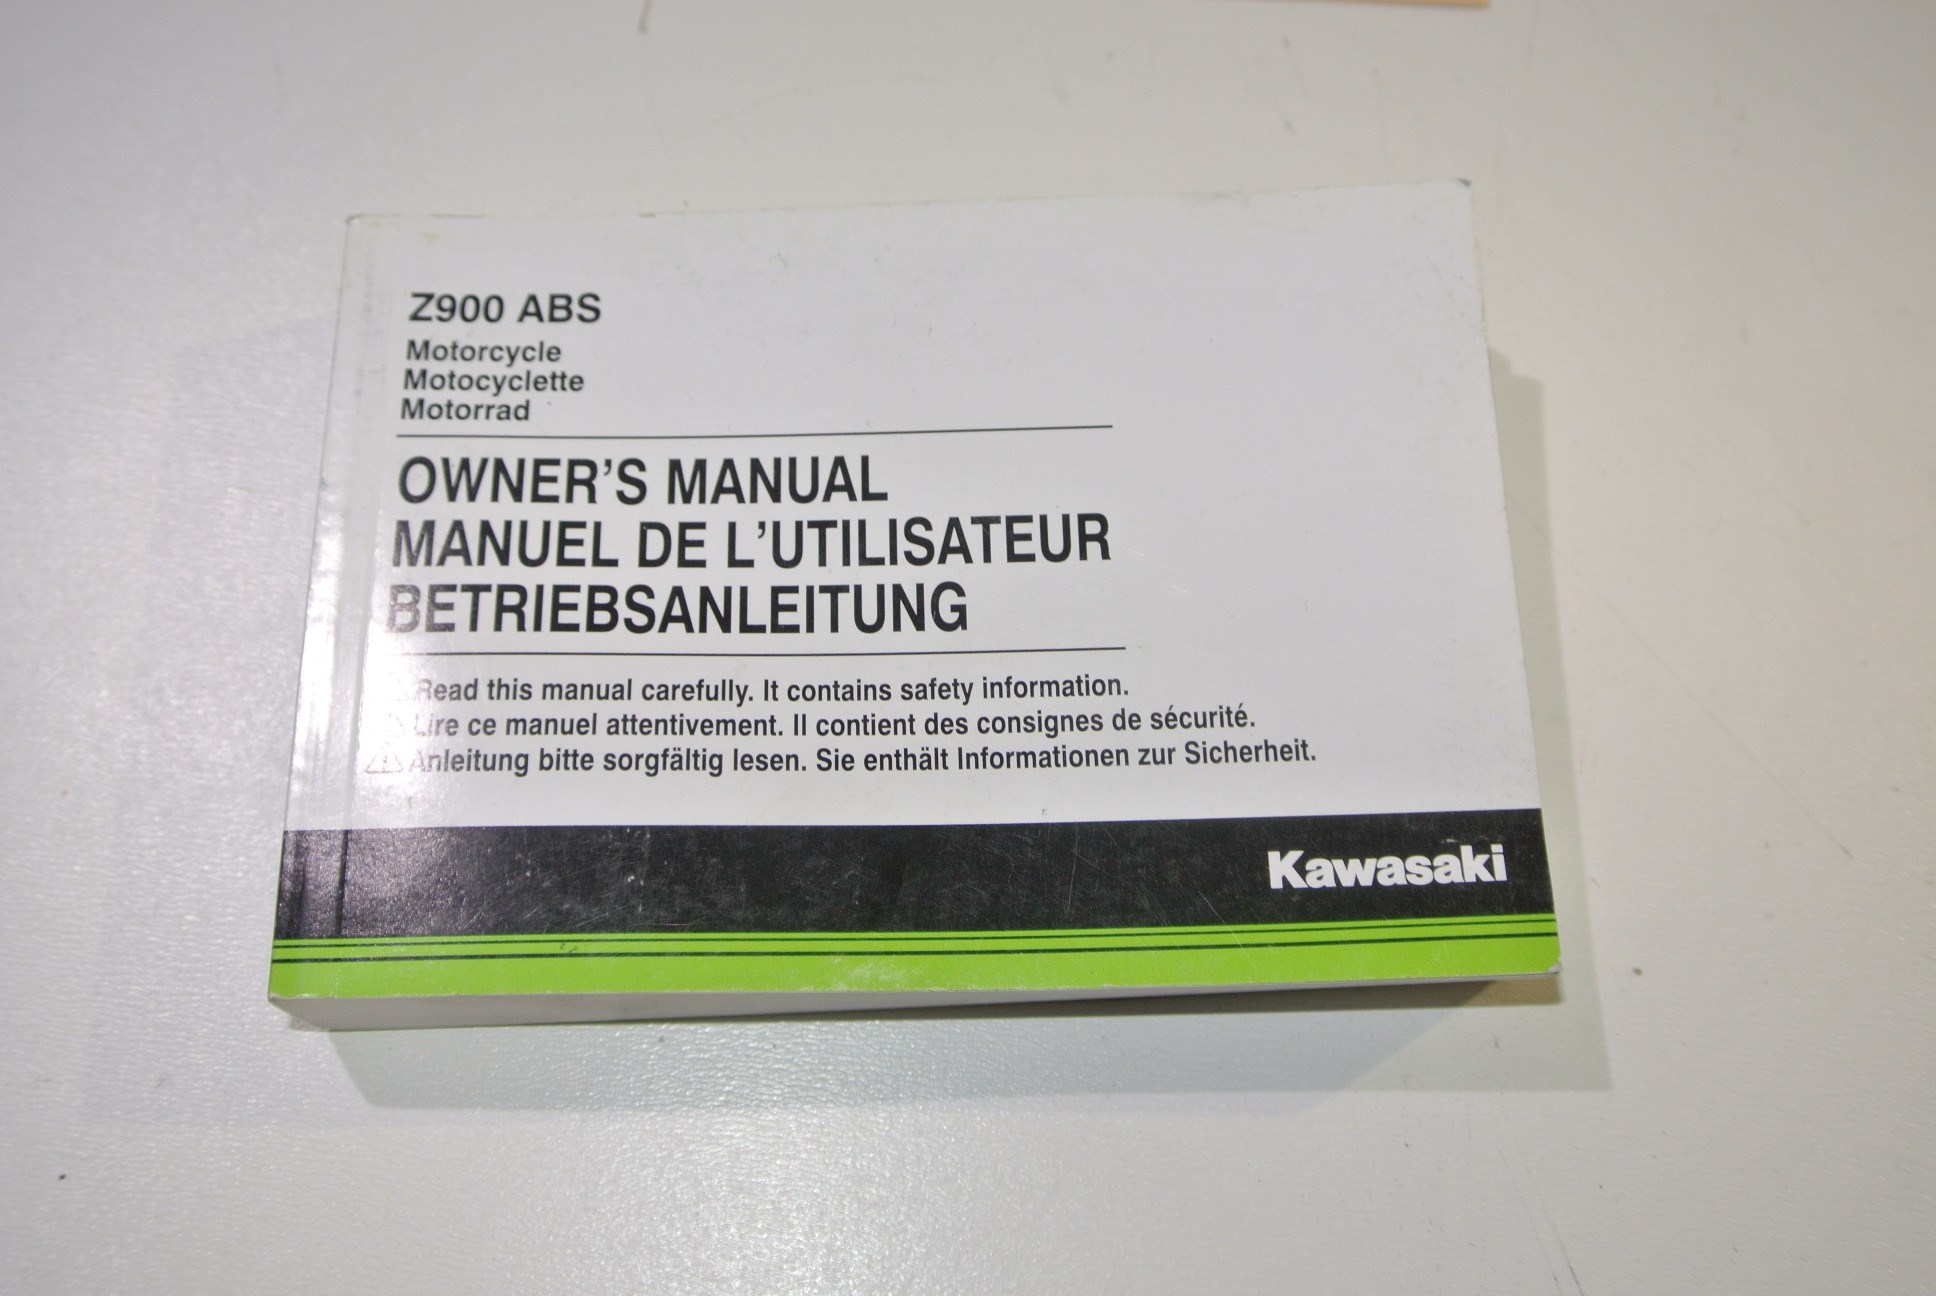 Z900 ABS
Motorcycle
Motocyclette
Motorrad
OWNER'S MANUAL
MANUEL DE L'UTILISATEUR
BETRIEBSANLEITUNG
Read this manual carefully. It contains safety information.
Lire ce manuel attentivement. Il contient des consignes de sécurité.
Anleitung bitte sorgfältig lesen. Sie enthält Informationen zur Sicherheit.
Kawasaki